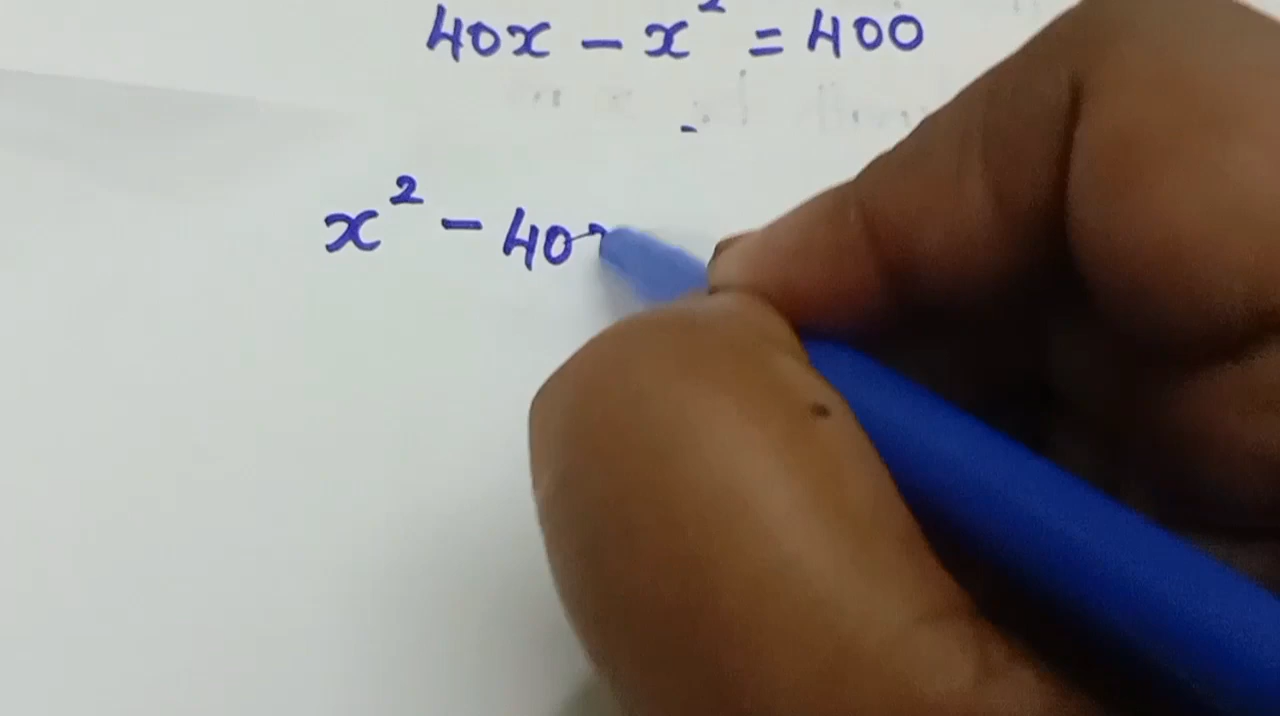 40x - x² = 400
x² - 40